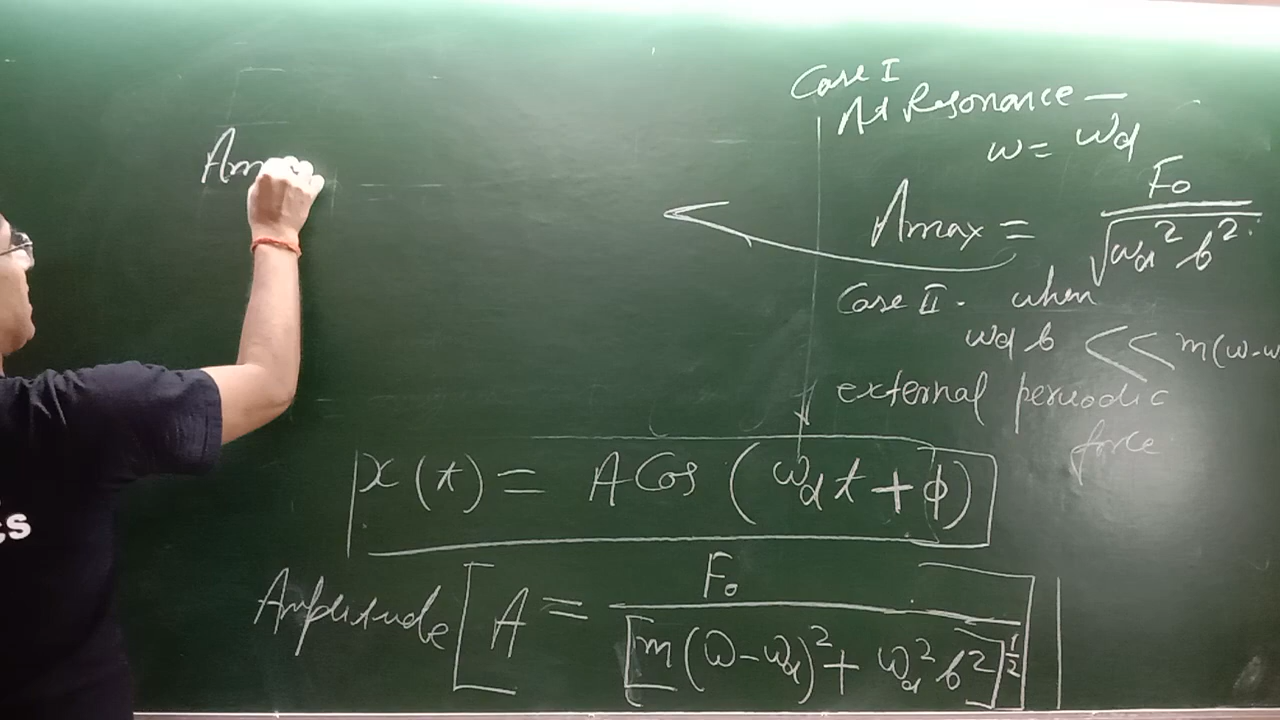 Case I
At Resonance —
ω = ωd
Amax = F₀ / √(ωd² b²)
Case II. when
ωd b << m(ω-ω
external periodic
force
x(t) = A Cos (ωd t + ϕ)
Amplitude [A = F₀ / [m(ω-ωd)² + ωd² b²]^½]
Am